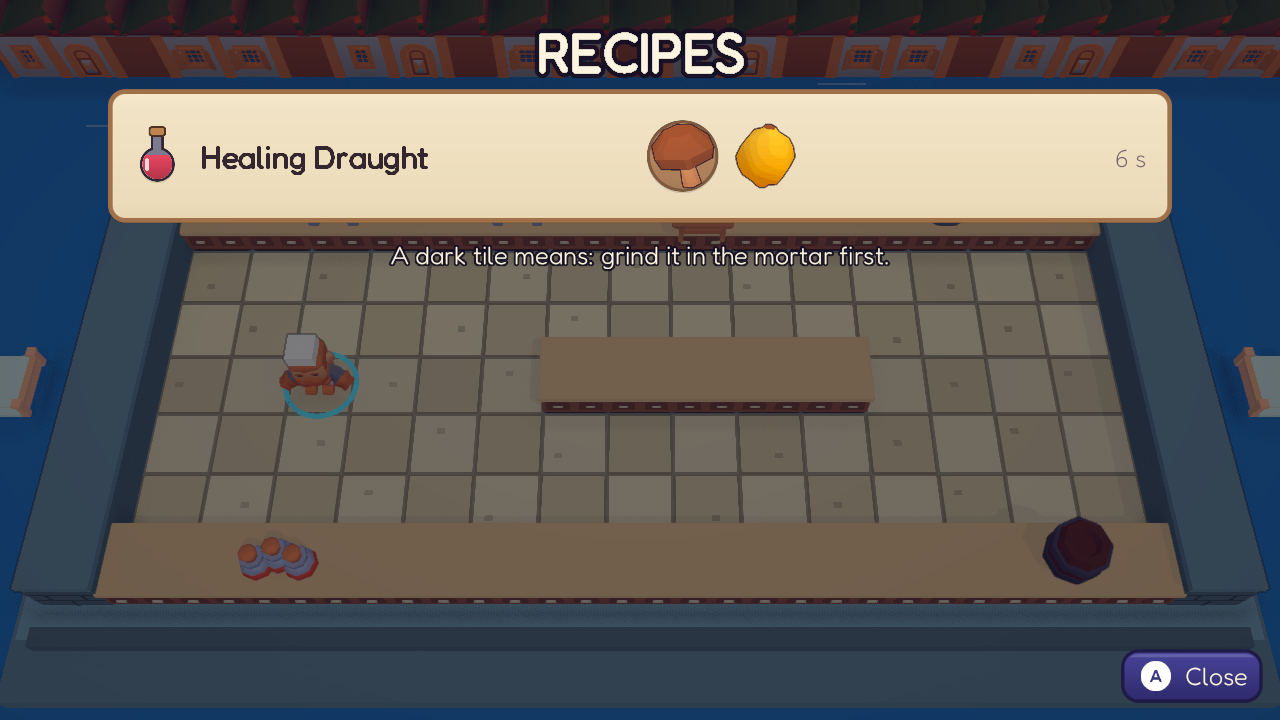 RECIPES
Healing Draught
6 s
A dark tile means: grind it in the mortar first.
A Close